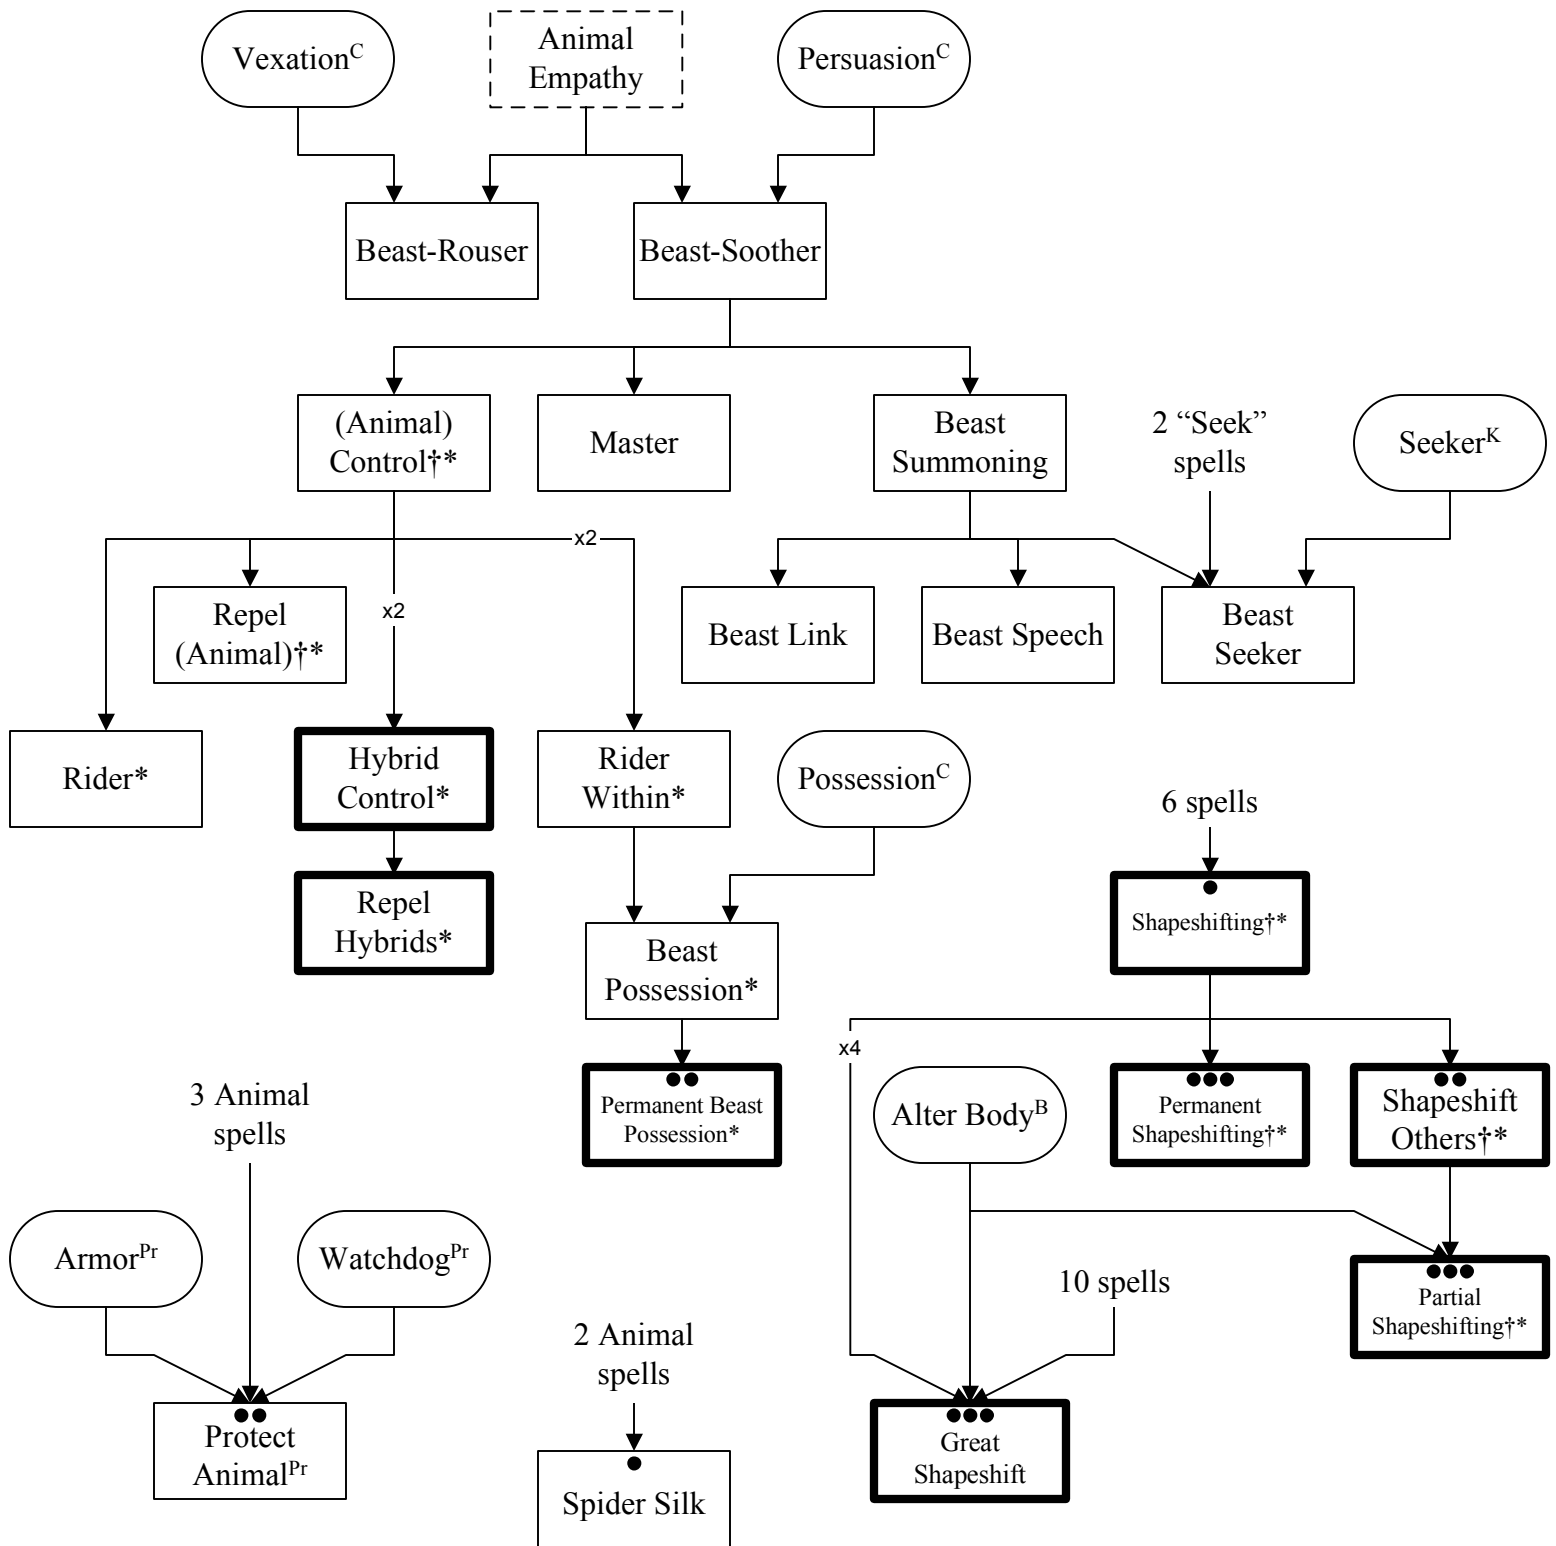 Vexation^C
Animal
Empathy
Persuasion^C
Beast-Rouser
Beast-Soother
(Animal)
Control†*
Master
Beast
Summoning
2 “Seek”
spells
Seeker^K
x2
x2
Repel
(Animal)†*
Beast Link
Beast Speech
Beast
Seeker
Rider*
Hybrid
Control*
Rider
Within*
Possession^C
6 spells
Repel
Hybrids*
Beast
Possession*
●
Shapeshifting†*
x4
3 Animal
spells
●●
Permanent Beast
Possession*
Alter Body^B
●●●
Permanent
Shapeshifting†*
●●
Shapeshift
Others†*
Armor^Pr
Watchdog^Pr
10 spells
●●●
Partial
Shapeshifting†*
2 Animal
spells
●●
Protect
Animal^Pr
●
Spider Silk
●●●
Great
Shapeshift